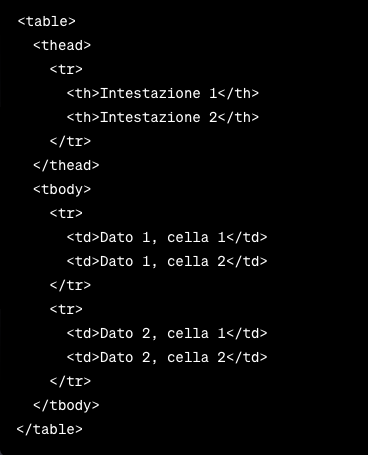 <table>
  <thead>
    <tr>
      <th>Intestazione 1</th>
      <th>Intestazione 2</th>
    </tr>
  </thead>
  <tbody>
    <tr>
      <td>Dato 1, cella 1</td>
      <td>Dato 1, cella 2</td>
    </tr>
    <tr>
      <td>Dato 2, cella 1</td>
      <td>Dato 2, cella 2</td>
    </tr>
  </tbody>
</table>